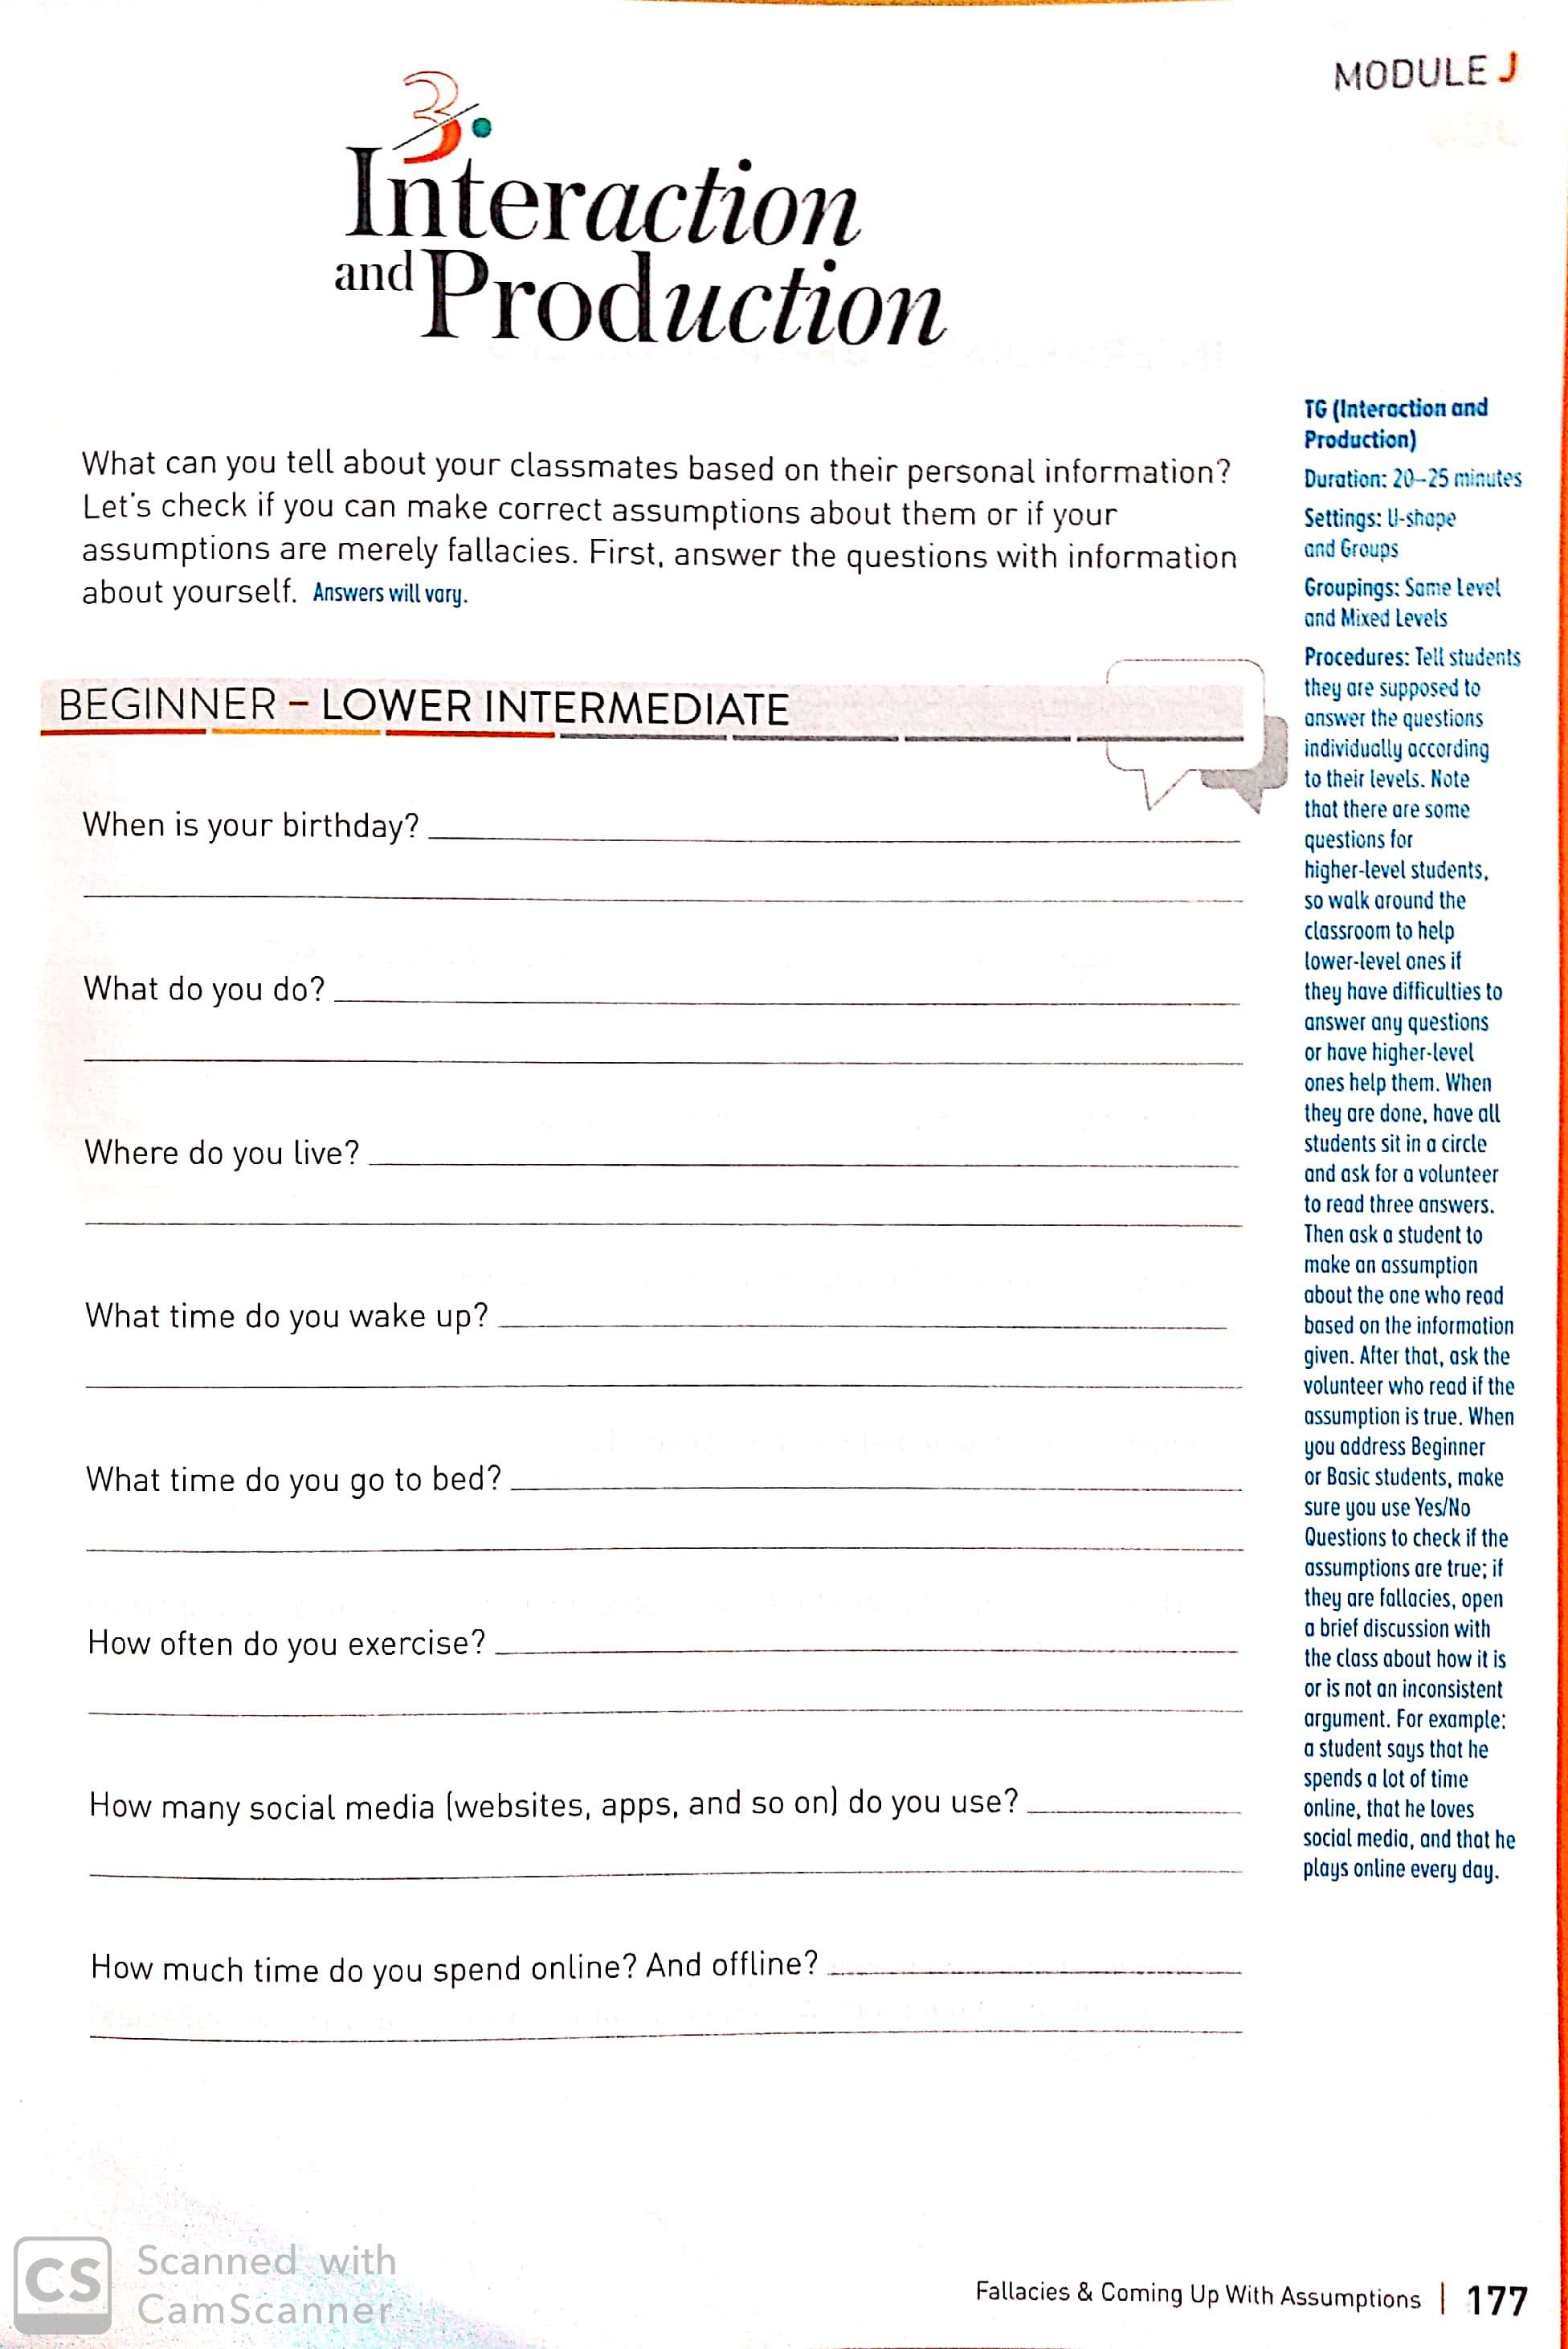 MODULE J
3.
Interaction
and Production
What can you tell about your classmates based on their personal information?
Let's check if you can make correct assumptions about them or if your
assumptions are merely fallacies. First, answer the questions with information
about yourself. Answers will vary.
BEGINNER – LOWER INTERMEDIATE
When is your birthday?
What do you do?
Where do you live?
What time do you wake up?
What time do you go to bed?
How often do you exercise?
How many social media (websites, apps, and so on) do you use?
How much time do you spend online? And offline?
TG (Interaction and
Production)
Duration: 20–25 minutes
Settings: U-shape
and Groups
Groupings: Same Level
and Mixed Levels
Procedures: Tell students
they are supposed to
answer the questions
individually according
to their levels. Note
that there are some
questions for
higher-level students,
so walk around the
classroom to help
lower-level ones if
they have difficulties to
answer any questions
or have higher-level
ones help them. When
they are done, have all
students sit in a circle
and ask for a volunteer
to read three answers.
Then ask a student to
make an assumption
about the one who read
based on the information
given. After that, ask the
volunteer who read if the
assumption is true. When
you address Beginner
or Basic students, make
sure you use Yes/No
Questions to check if the
assumptions are true; if
they are fallacies, open
a brief discussion with
the class about how it is
or is not an inconsistent
argument. For example:
a student says that he
spends a lot of time
online, that he loves
social media, and that he
plays online every day.
CS Scanned with
CamScanner
Fallacies & Coming Up With Assumptions | 177